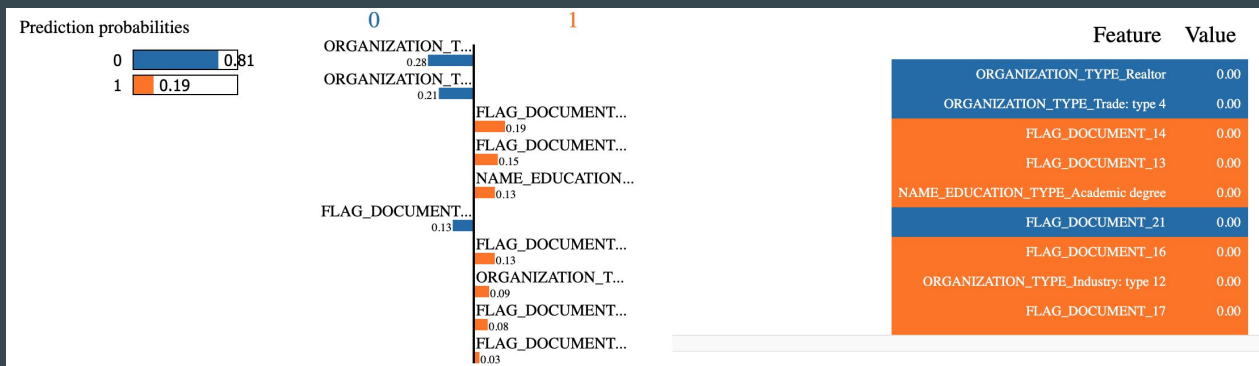 Prediction probabilities
0 0.81
1 0.19
0 1
ORGANIZATION_T...
0.28
ORGANIZATION_T...
0.21
FLAG_DOCUMENT...
0.19
FLAG_DOCUMENT...
0.15
NAME_EDUCATION...
0.13
FLAG_DOCUMENT...
0.13
FLAG_DOCUMENT...
0.13
ORGANIZATION_T...
0.09
FLAG_DOCUMENT...
0.08
FLAG_DOCUMENT...
0.03
Feature Value
ORGANIZATION_TYPE_Realtor 0.00
ORGANIZATION_TYPE_Trade: type 4 0.00
FLAG_DOCUMENT_14 0.00
FLAG_DOCUMENT_13 0.00
NAME_EDUCATION_TYPE_Academic degree 0.00
FLAG_DOCUMENT_21 0.00
FLAG_DOCUMENT_16 0.00
ORGANIZATION_TYPE_Industry: type 12 0.00
FLAG_DOCUMENT_17 0.00